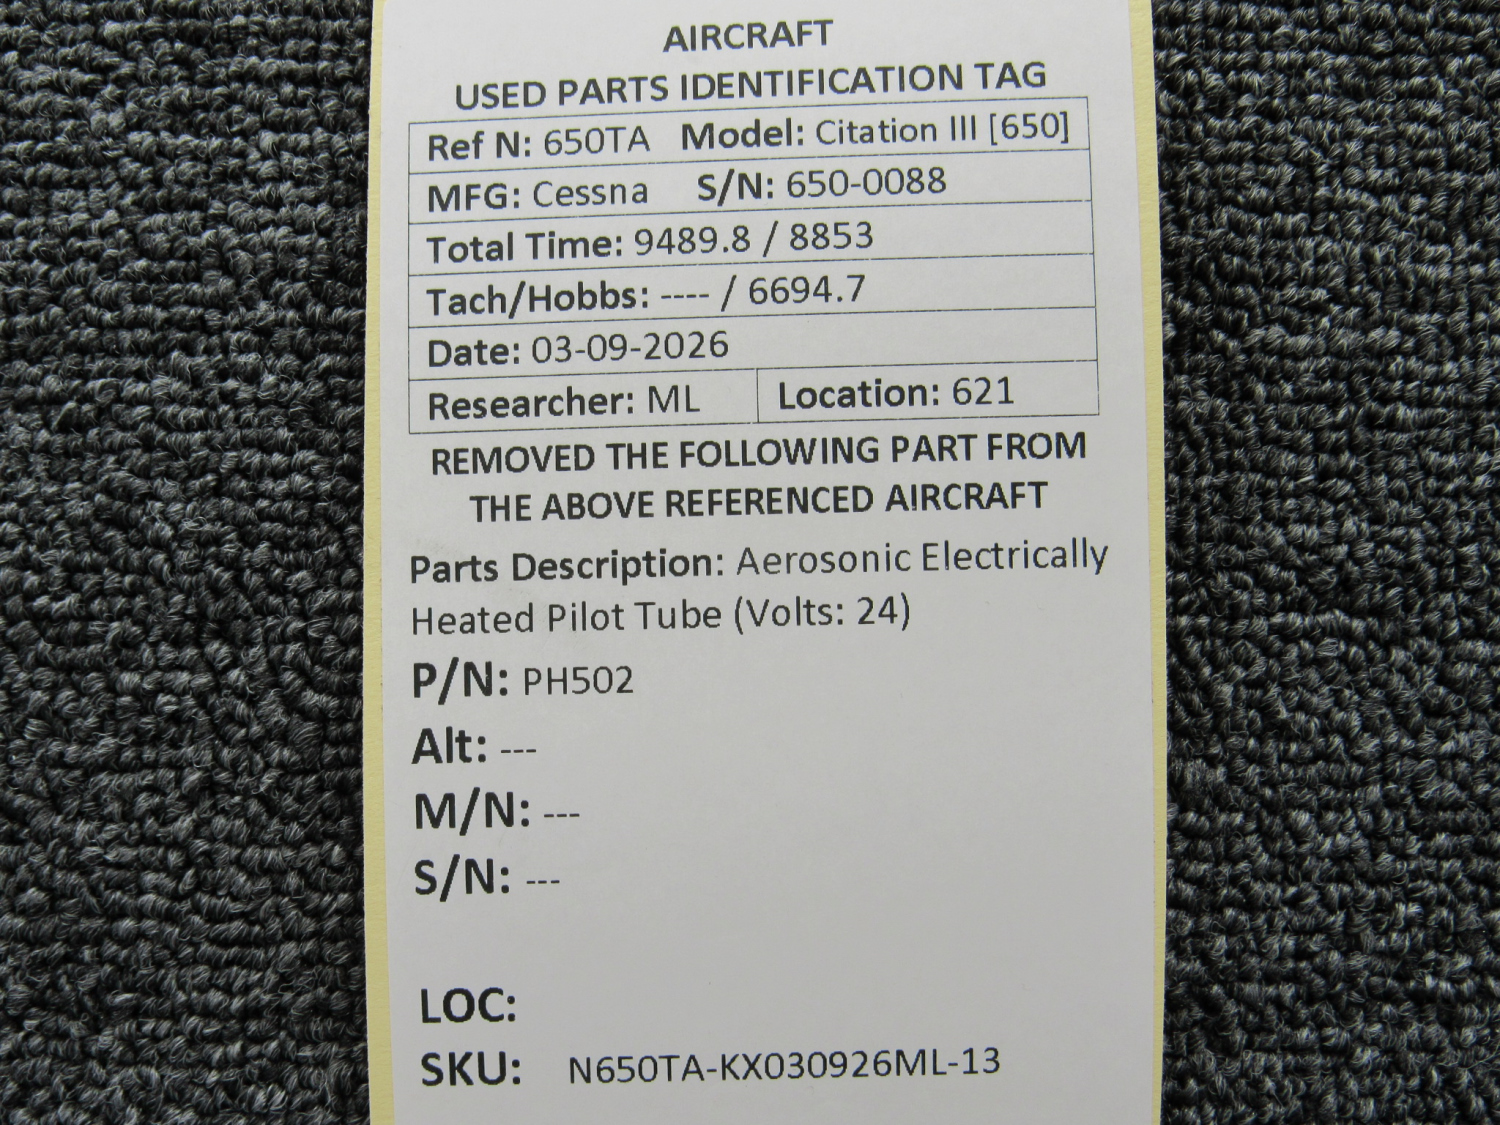 AIRCRAFT
USED PARTS IDENTIFICATION TAG
Ref N: 650TA Model: Citation III [650]
MFG: Cessna S/N: 650-0088
Total Time: 9489.8 / 8853
Tach/Hobbs: ---- / 6694.7
Date: 03-09-2026
Researcher: ML Location: 621
REMOVED THE FOLLOWING PART FROM
THE ABOVE REFERENCED AIRCRAFT
Parts Description: Aerosonic Electrically
Heated Pilot Tube (Volts: 24)
P/N: PH502
Alt: ---
M/N: ---
S/N: ---
LOC:
SKU: N650TA-KX030926ML-13